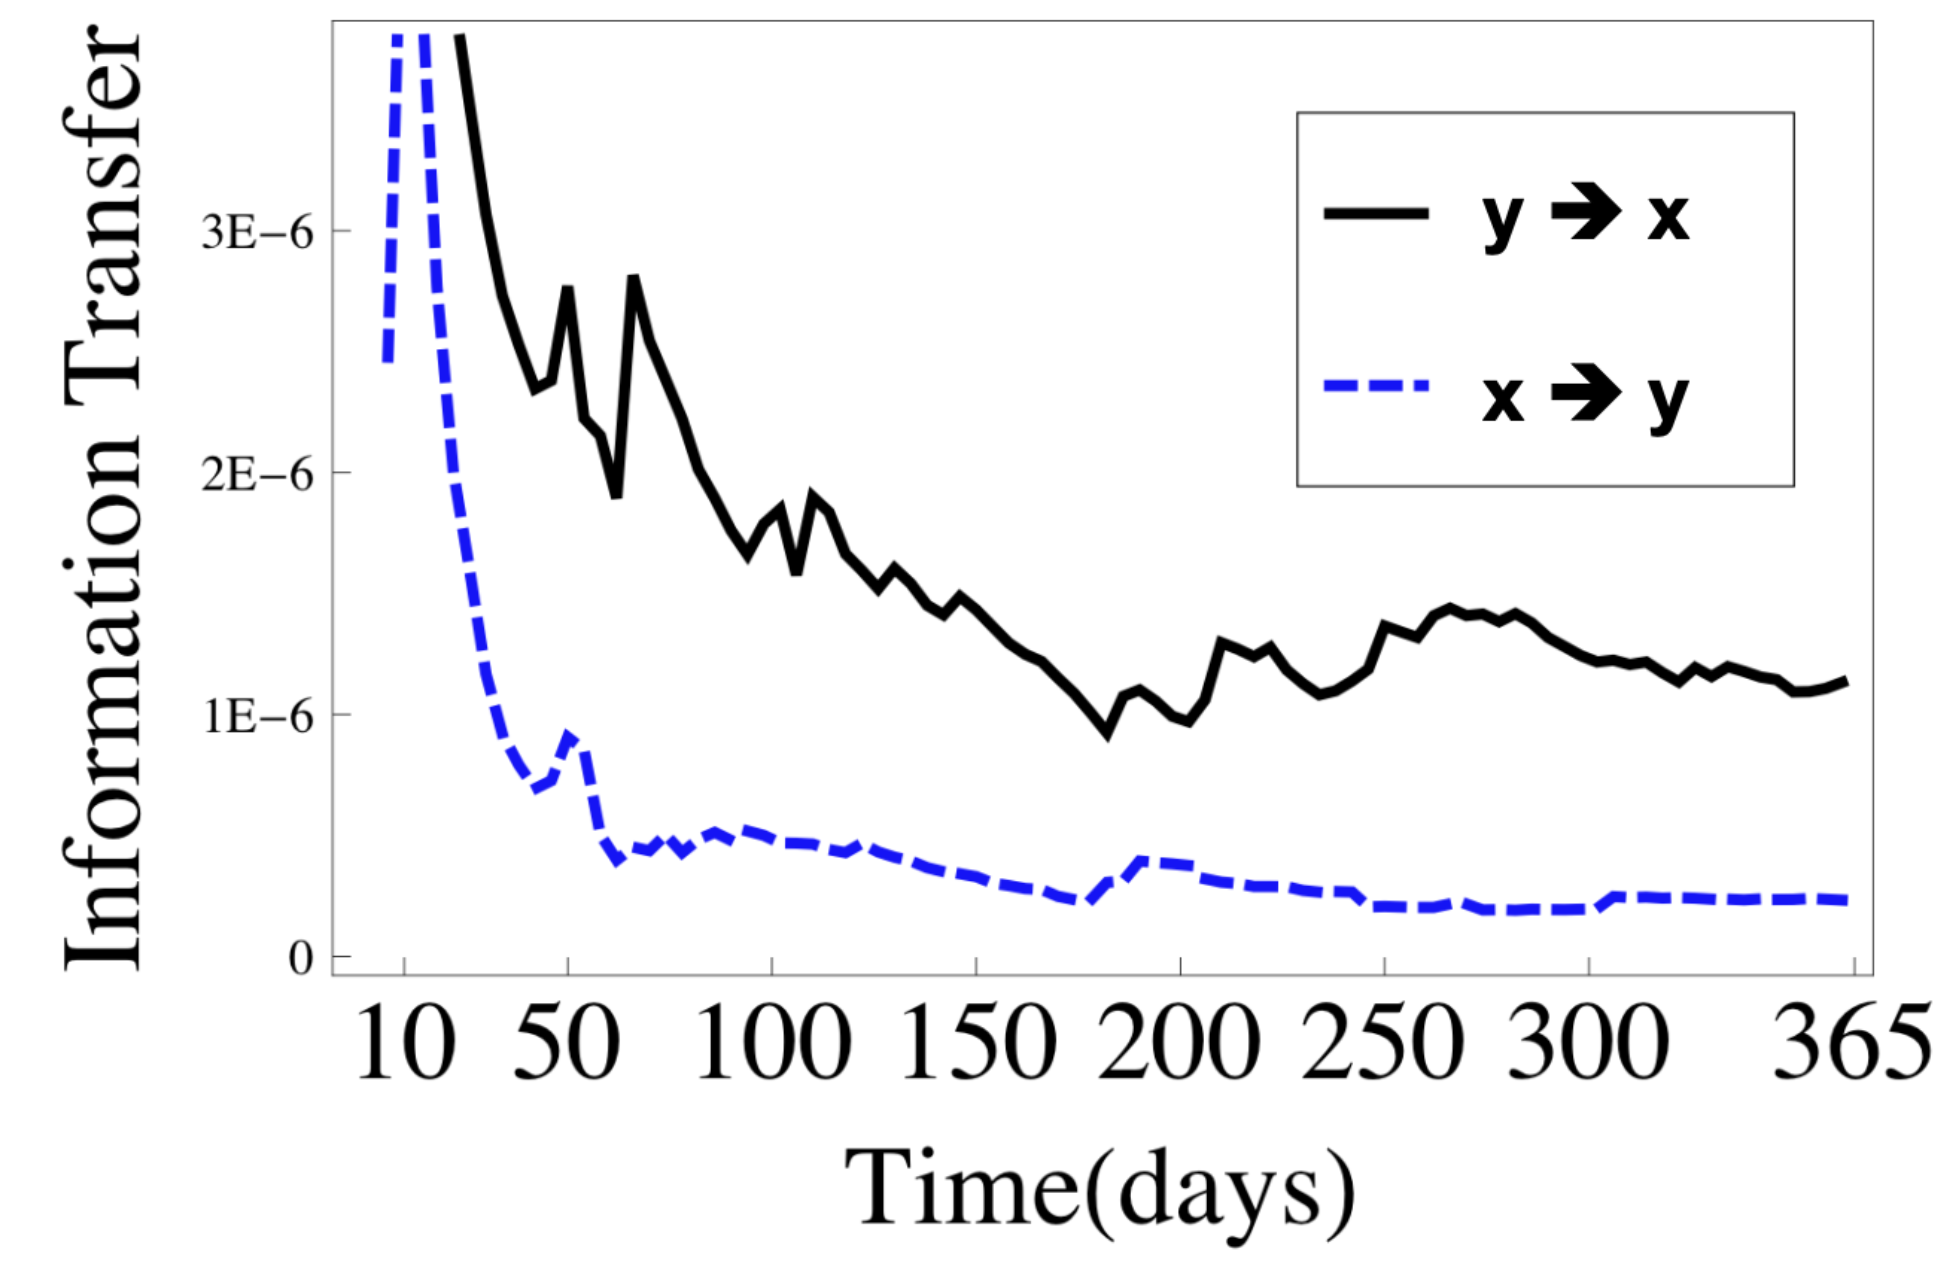 Information Transfer
3E−6
2E−6
1E−6
0
y ➔ x
x ➔ y
10 50 100 150 200 250 300 365
Time(days)